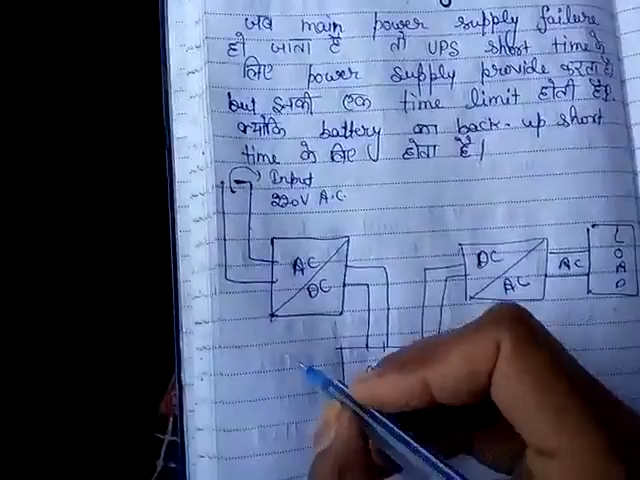 जब main power supply failure
हो जाता है तो UPS short time के
लिए power supply provide करता है
but इसकी एक time limit होती है
क्योंकि battery का back-up short
time के लिए होता है।
Input
220V A.C.
AC
DC
DC
AC
AC
LOAD